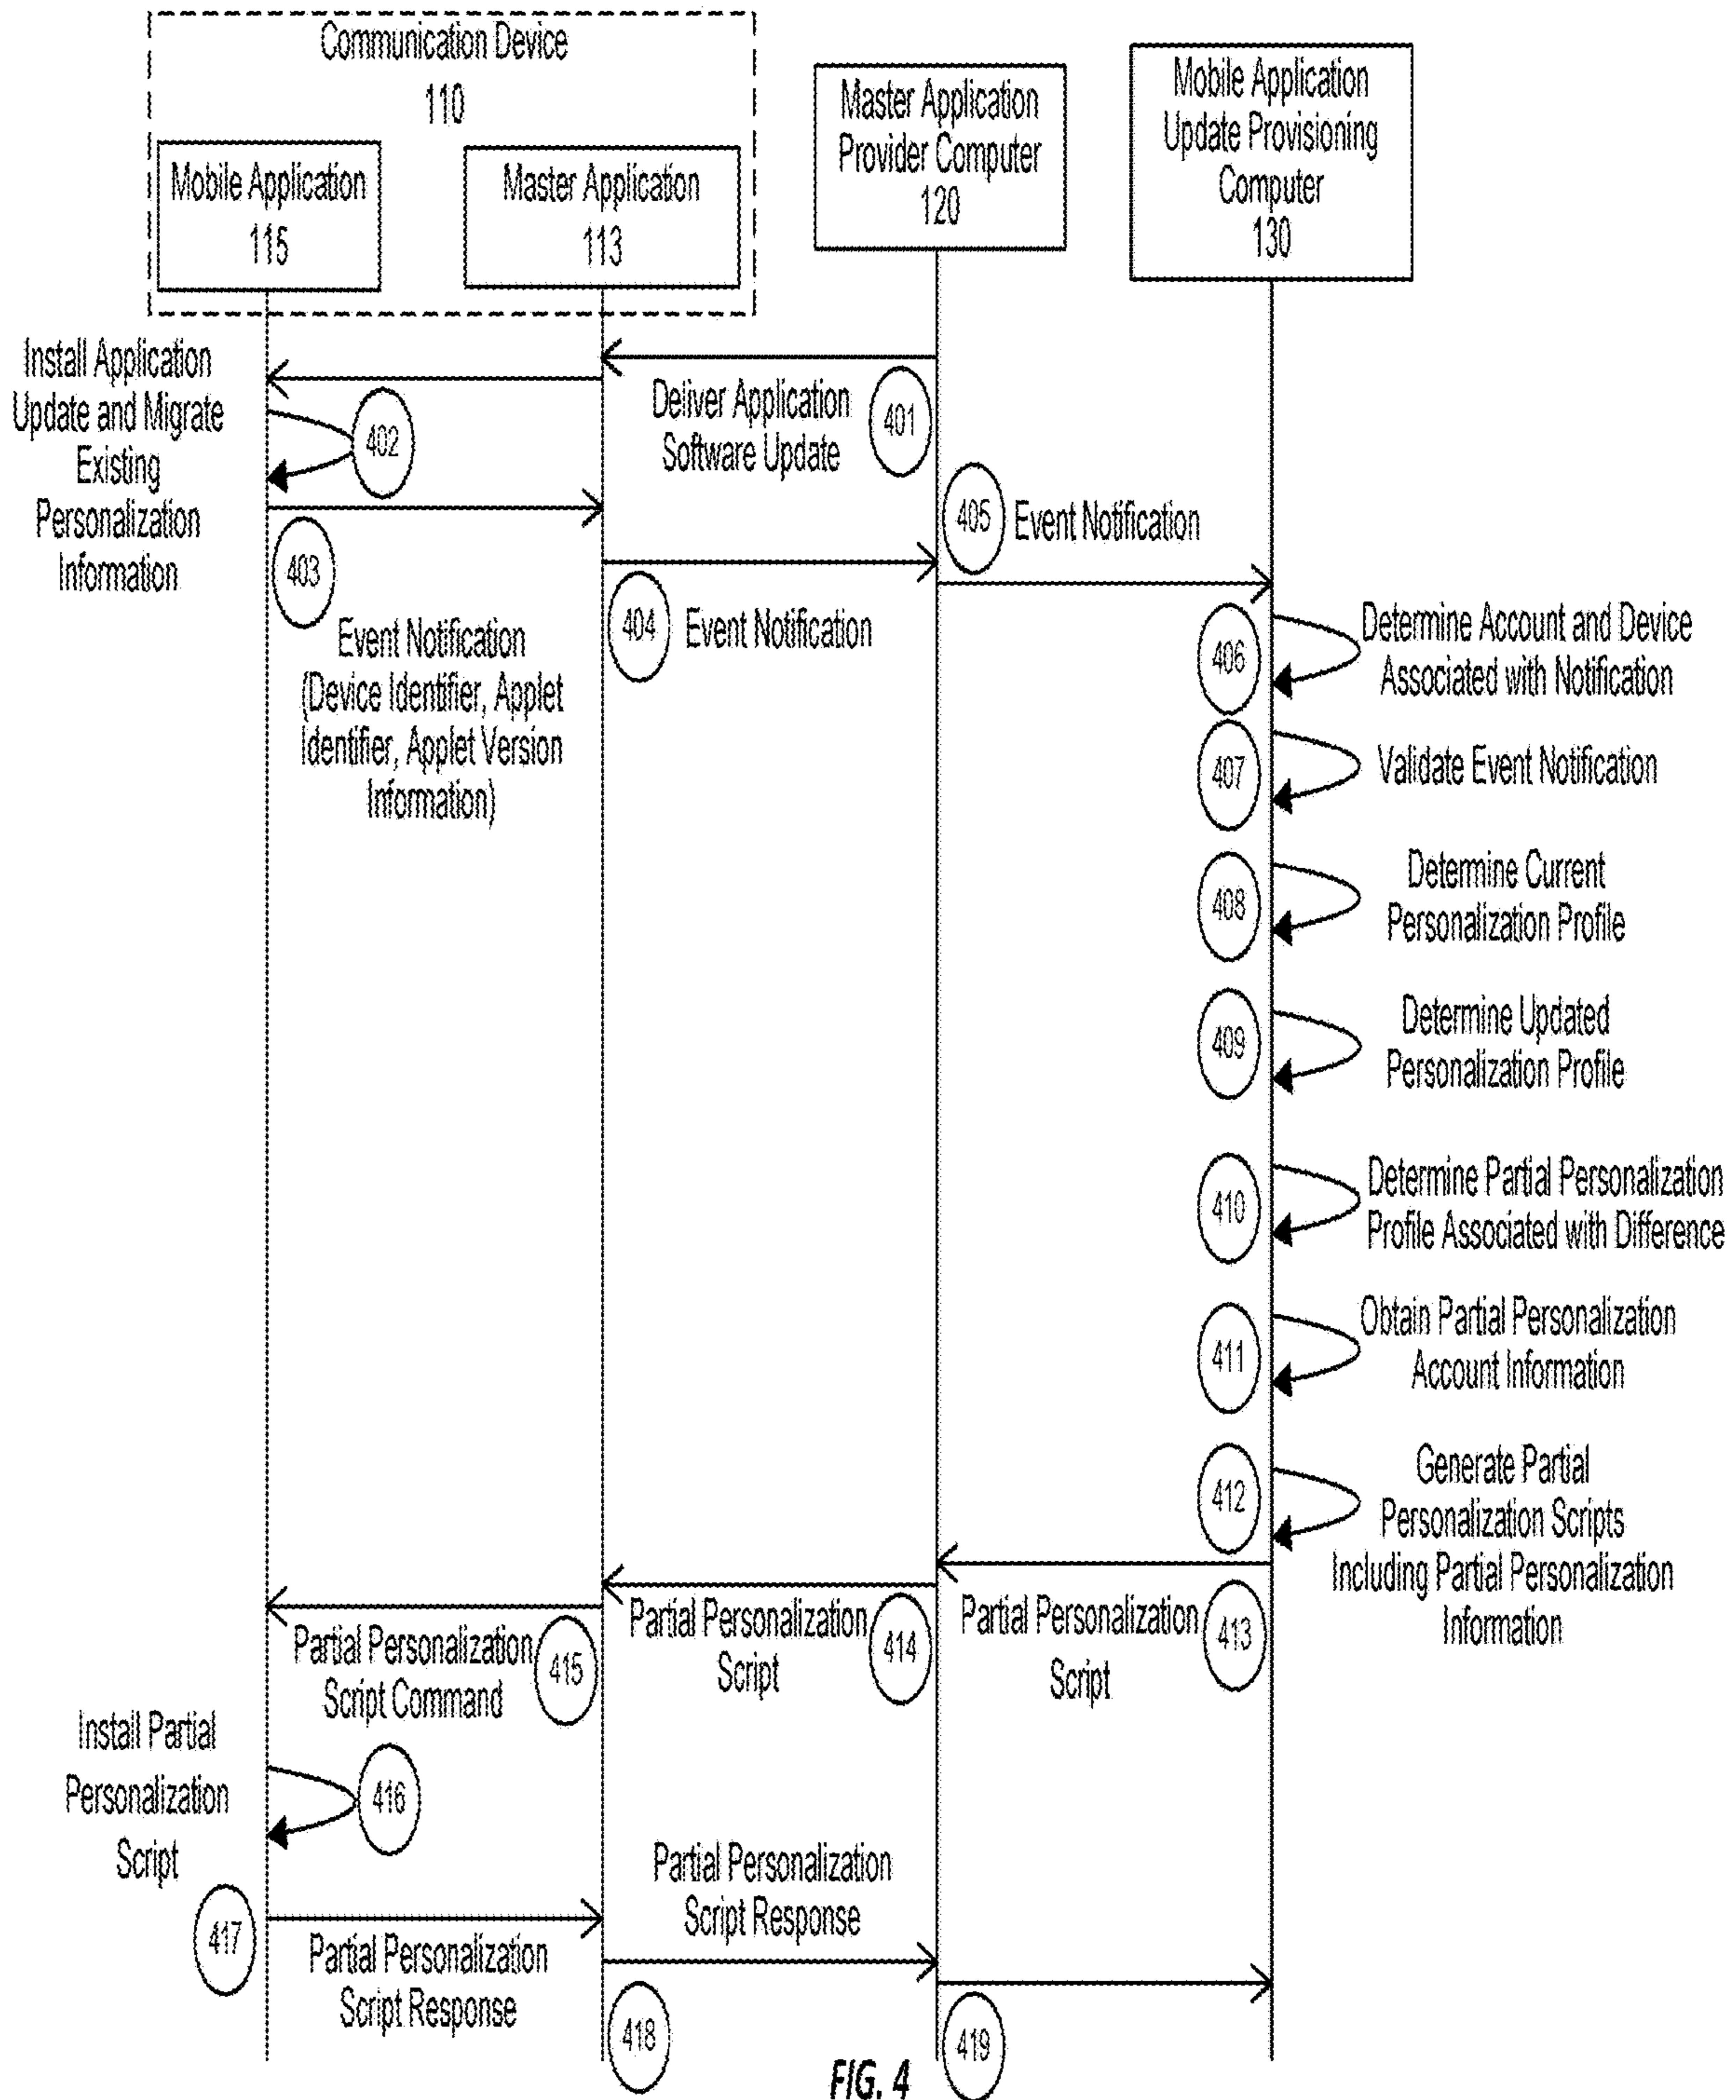 Communication Device
110
Mobile Application
115
Master Application
113
Master Application
Provider Computer
120
Mobile Application
Update Provisioning
Computer
130
Install Application
Update and Migrate
Existing
Personalization
Information
402
Deliver Application
Software Update
401
403
Event Notification
(Device Identifier, Applet
Identifier, Applet Version
Information)
404
Event Notification
405
Event Notification
406
Determine Account and Device
Associated with Notification
407
Validate Event Notification
408
Determine Current
Personalization Profile
409
Determine Updated
Personalization Profile
410
Determine Partial Personalization
Profile Associated with Difference
411
Obtain Partial Personalization
Account Information
412
Generate Partial
Personalization Scripts
Including Partial Personalization
Information
Partial Personalization
Script
413
Partial Personalization
Script
414
Partial Personalization
Script Command
415
Install Partial
Personalization
Script
416
417
Partial Personalization
Script Response
Partial Personalization
Script Response
418
419
FIG. 4